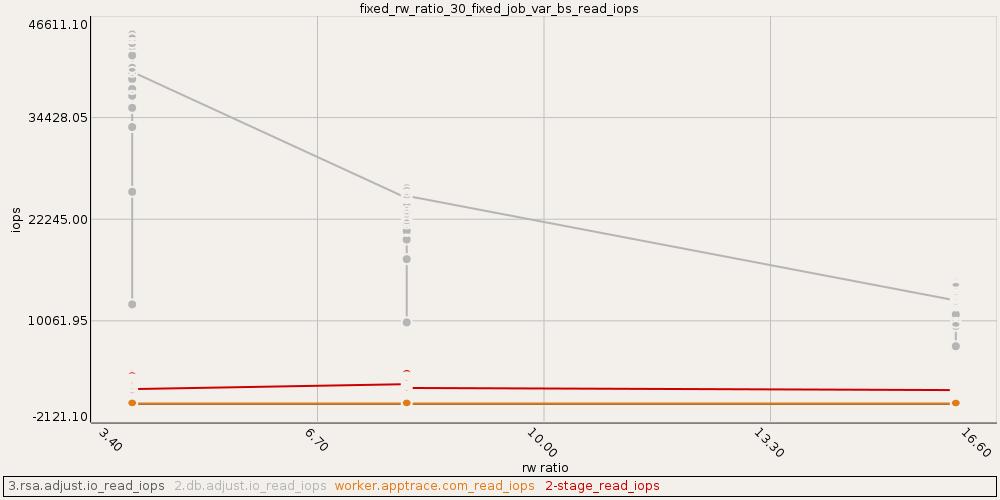 fixed_rw_ratio_30_fixed_job_var_bs_read_iops
46611.10
34428.05
22245.00
10061.95
-2121.10
iops
3.40
6.70
10.00
13.30
16.60
rw ratio
3.rsa.adjust.io_read_iops 2.db.adjust.io_read_iops worker.apptrace.com_read_iops 2-stage_read_iops